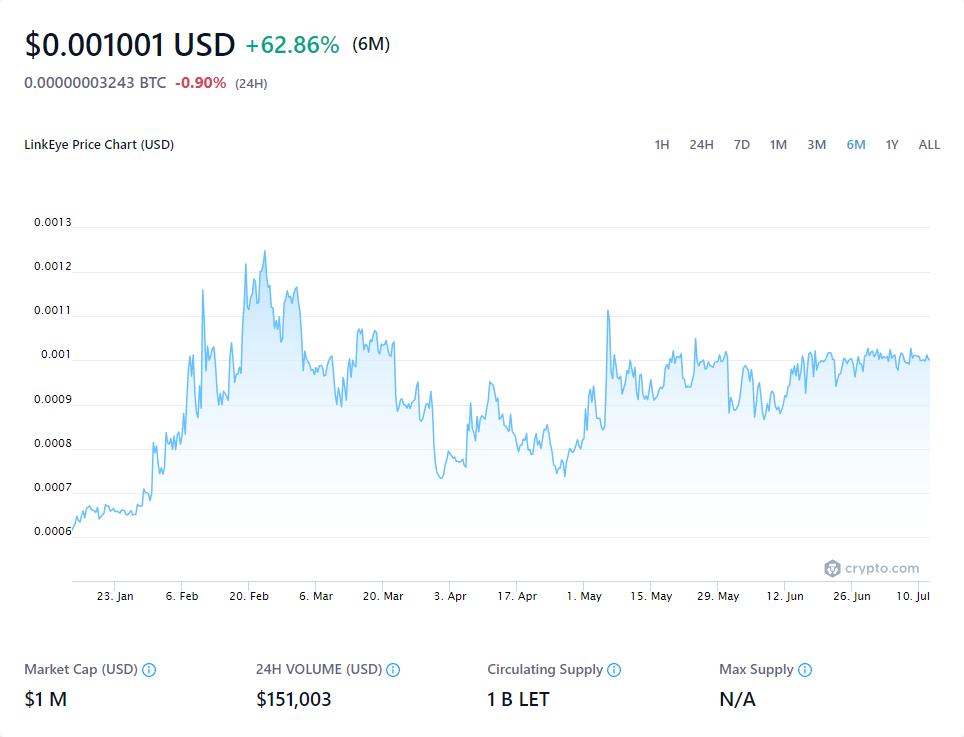 $0.001001 USD +62.86% (6M)
0.00000003243 BTC -0.90% (24H)
LinkEye Price Chart (USD) 1H 24H 7D 1M 3M 6M 1Y ALL
0.0013
0.0012
0.0011
0.001
0.0009
0.0008
0.0007
0.0006
crypto.com
23. Jan 6. Feb 20. Feb 6. Mar 20. Mar 3. Apr 17. Apr 1. May 15. May 29. May 12. Jun 26. Jun 10. Jul
Market Cap (USD) 24H VOLUME (USD) Circulating Supply Max Supply
$1 M $151,003 1 B LET N/A